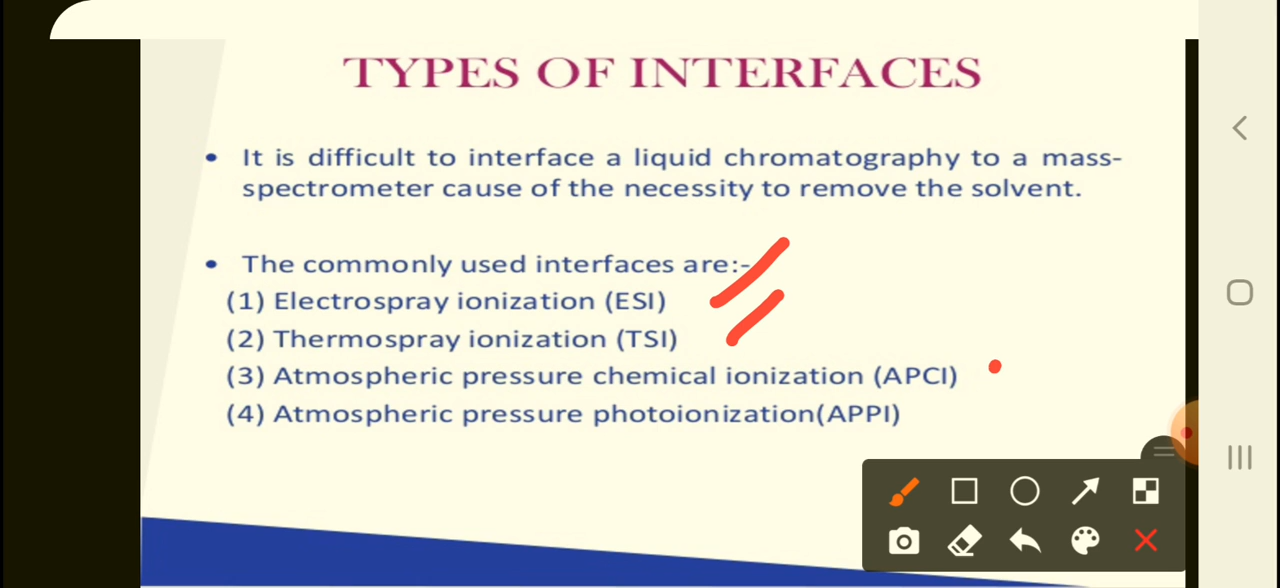 TYPES OF INTERFACES
• It is difficult to interface a liquid chromatography to a mass-
spectrometer cause of the necessity to remove the solvent.
• The commonly used interfaces are:-
(1) Electrospray ionization (ESI)
(2) Thermospray ionization (TSI)
(3) Atmospheric pressure chemical ionization (APCI)
(4) Atmospheric pressure photoionization(APPI)